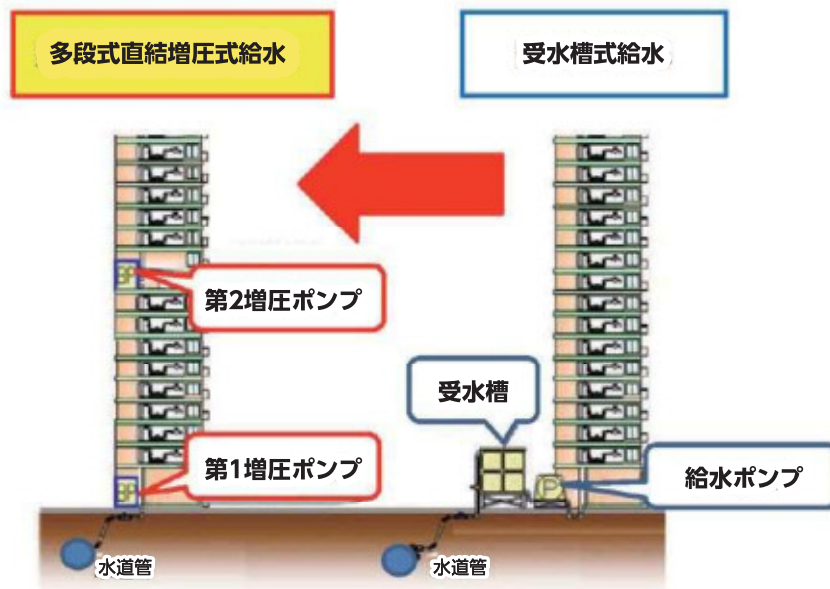 多段式直結増圧式給水
受水槽式給水
第2増圧ポンプ
受水槽
第1増圧ポンプ
給水ポンプ
P
水道管
水道管